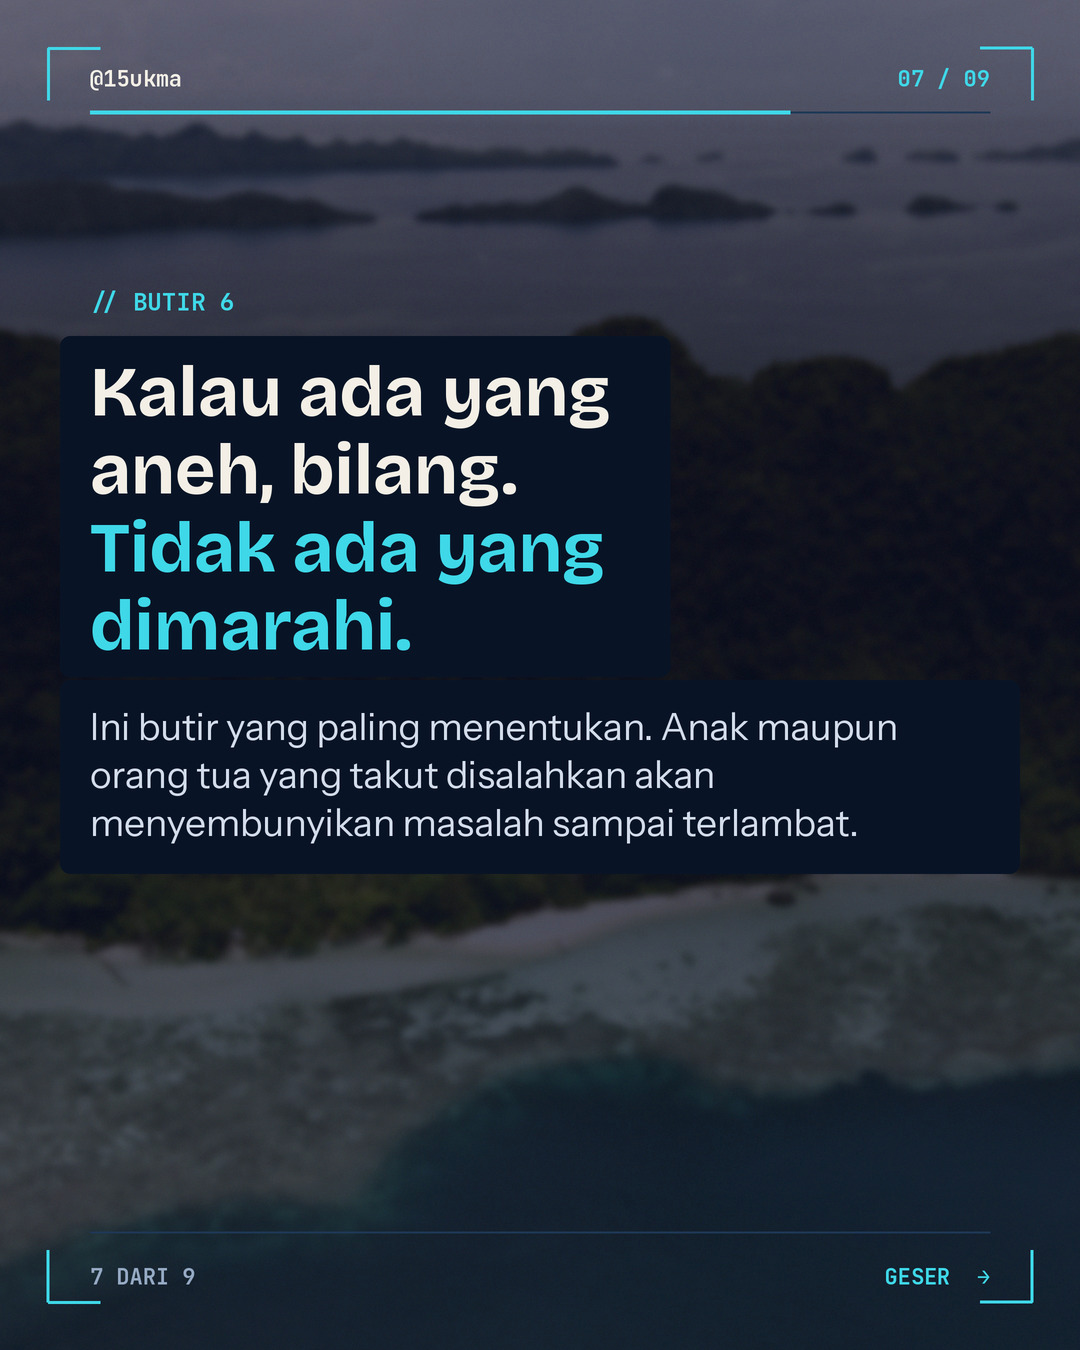 @15ukma
07 / 09
// BUTIR 6
Kalau ada yang
aneh, bilang.
Tidak ada yang
dimarahi.
Ini butir yang paling menentukan. Anak maupun
orang tua yang takut disalahkan akan
menyembunyikan masalah sampai terlambat.
7 DARI 9
GESER →